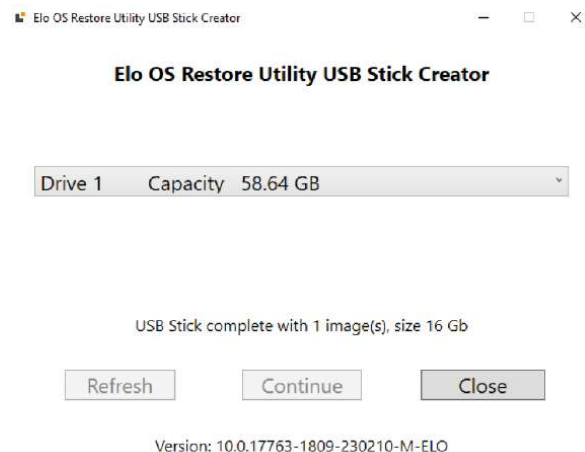 Elo OS Restore Utility USB Stick Creator
Elo OS Restore Utility USB Stick Creator
Drive 1 Capacity 58.64 GB
USB Stick complete with 1 image(s), size 16 Gb
Refresh Continue Close
Version: 10.0.17763-1809-230210-M-ELO